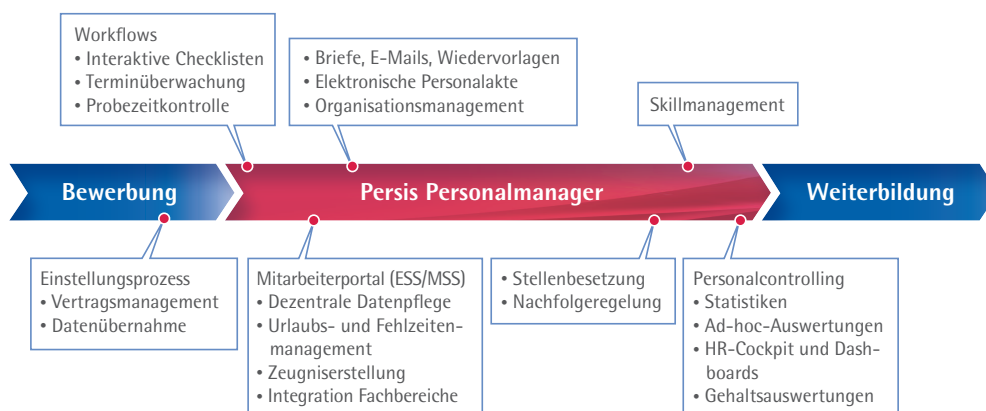 Workflows
• Interaktive Checklisten
• Terminüberwachung
• Probezeitkontrolle
• Briefe, E-Mails, Wiedervorlagen
• Elektronische Personalakte
• Organisationsmanagement
Skillmanagement
Bewerbung
Persis Personalmanager
Weiterbildung
Einstellungsprozess
• Vertragsmanagement
• Datenübernahme
Mitarbeiterportal (ESS/MSS)
• Dezentrale Datenpflege
• Urlaubs- und Fehlzeiten-
management
• Zeugniserstellung
• Integration Fachbereiche
• Stellenbesetzung
• Nachfolgeregelung
Personalcontrolling
• Statistiken
• Ad-hoc-Auswertungen
• HR-Cockpit und Dash-
boards
• Gehaltsauswertungen